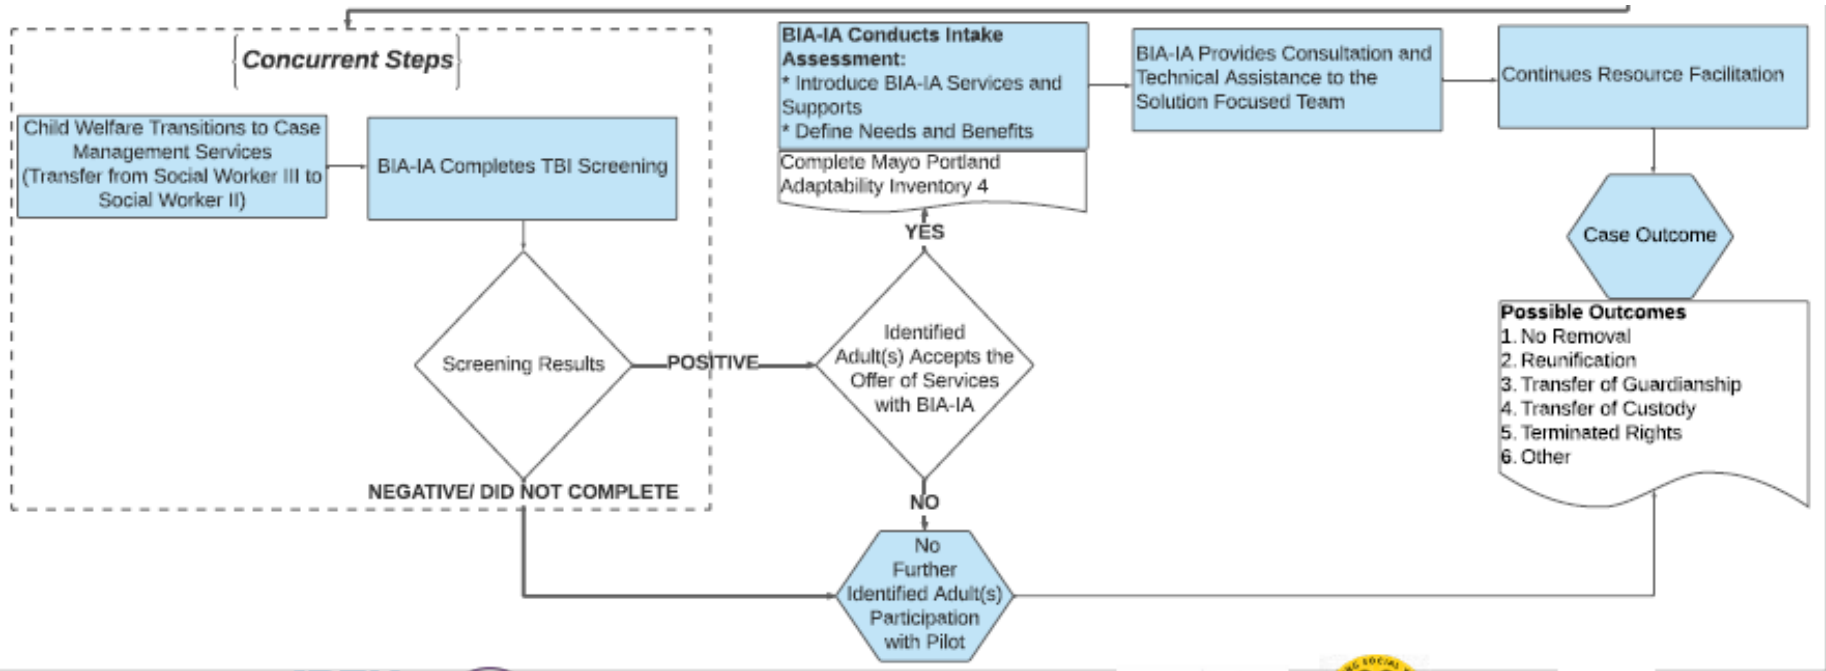 Concurrent Steps
Child Welfare Transitions to Case
Management Services
(Transfer from Social Worker III to
Social Worker II)
BIA-IA Completes TBI Screening
Screening Results
POSITIVE
NEGATIVE/ DID NOT COMPLETE
BIA-IA Conducts Intake
Assessment:
* Introduce BIA-IA Services and
Supports
* Define Needs and Benefits
Complete Mayo Portland
Adaptability Inventory 4
YES
Identified
Adult(s) Accepts the
Offer of Services
with BIA-IA
NO
No
Further
Identified Adult(s)
Participation
with Pilot
BIA-IA Provides Consultation and
Technical Assistance to the
Solution Focused Team
Continues Resource Facilitation
Case Outcome
Possible Outcomes
1. No Removal
2. Reunification
3. Transfer of Guardianship
4. Transfer of Custody
5. Terminated Rights
6. Other
SOCIAL